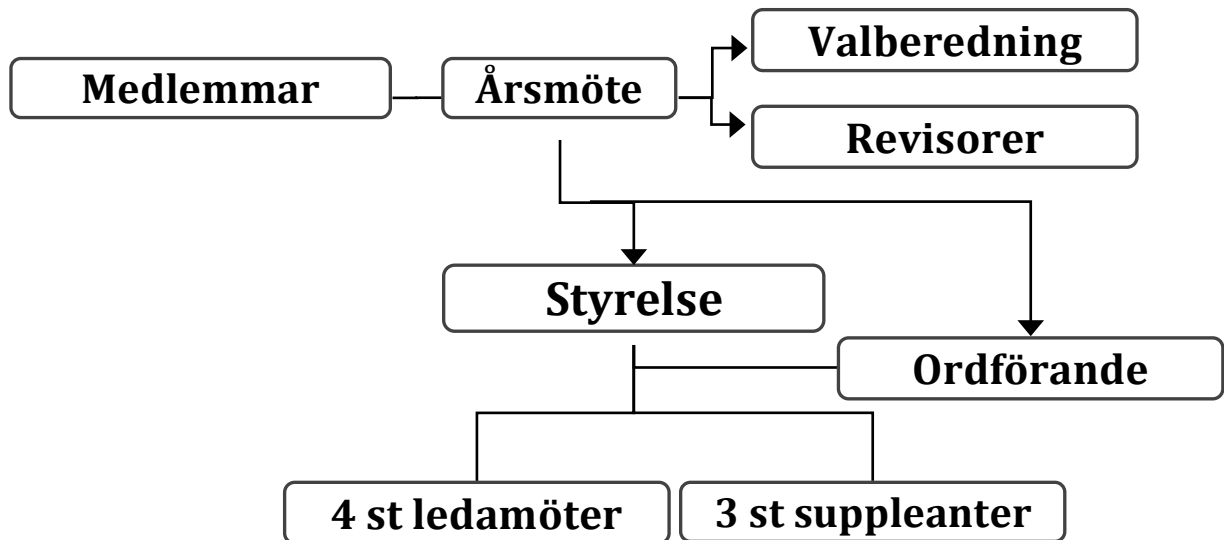 Medlemmar
Årsmöte
Valberedning
Revisorer
Styrelse
Ordförande
4 st ledamöter
3 st suppleanter